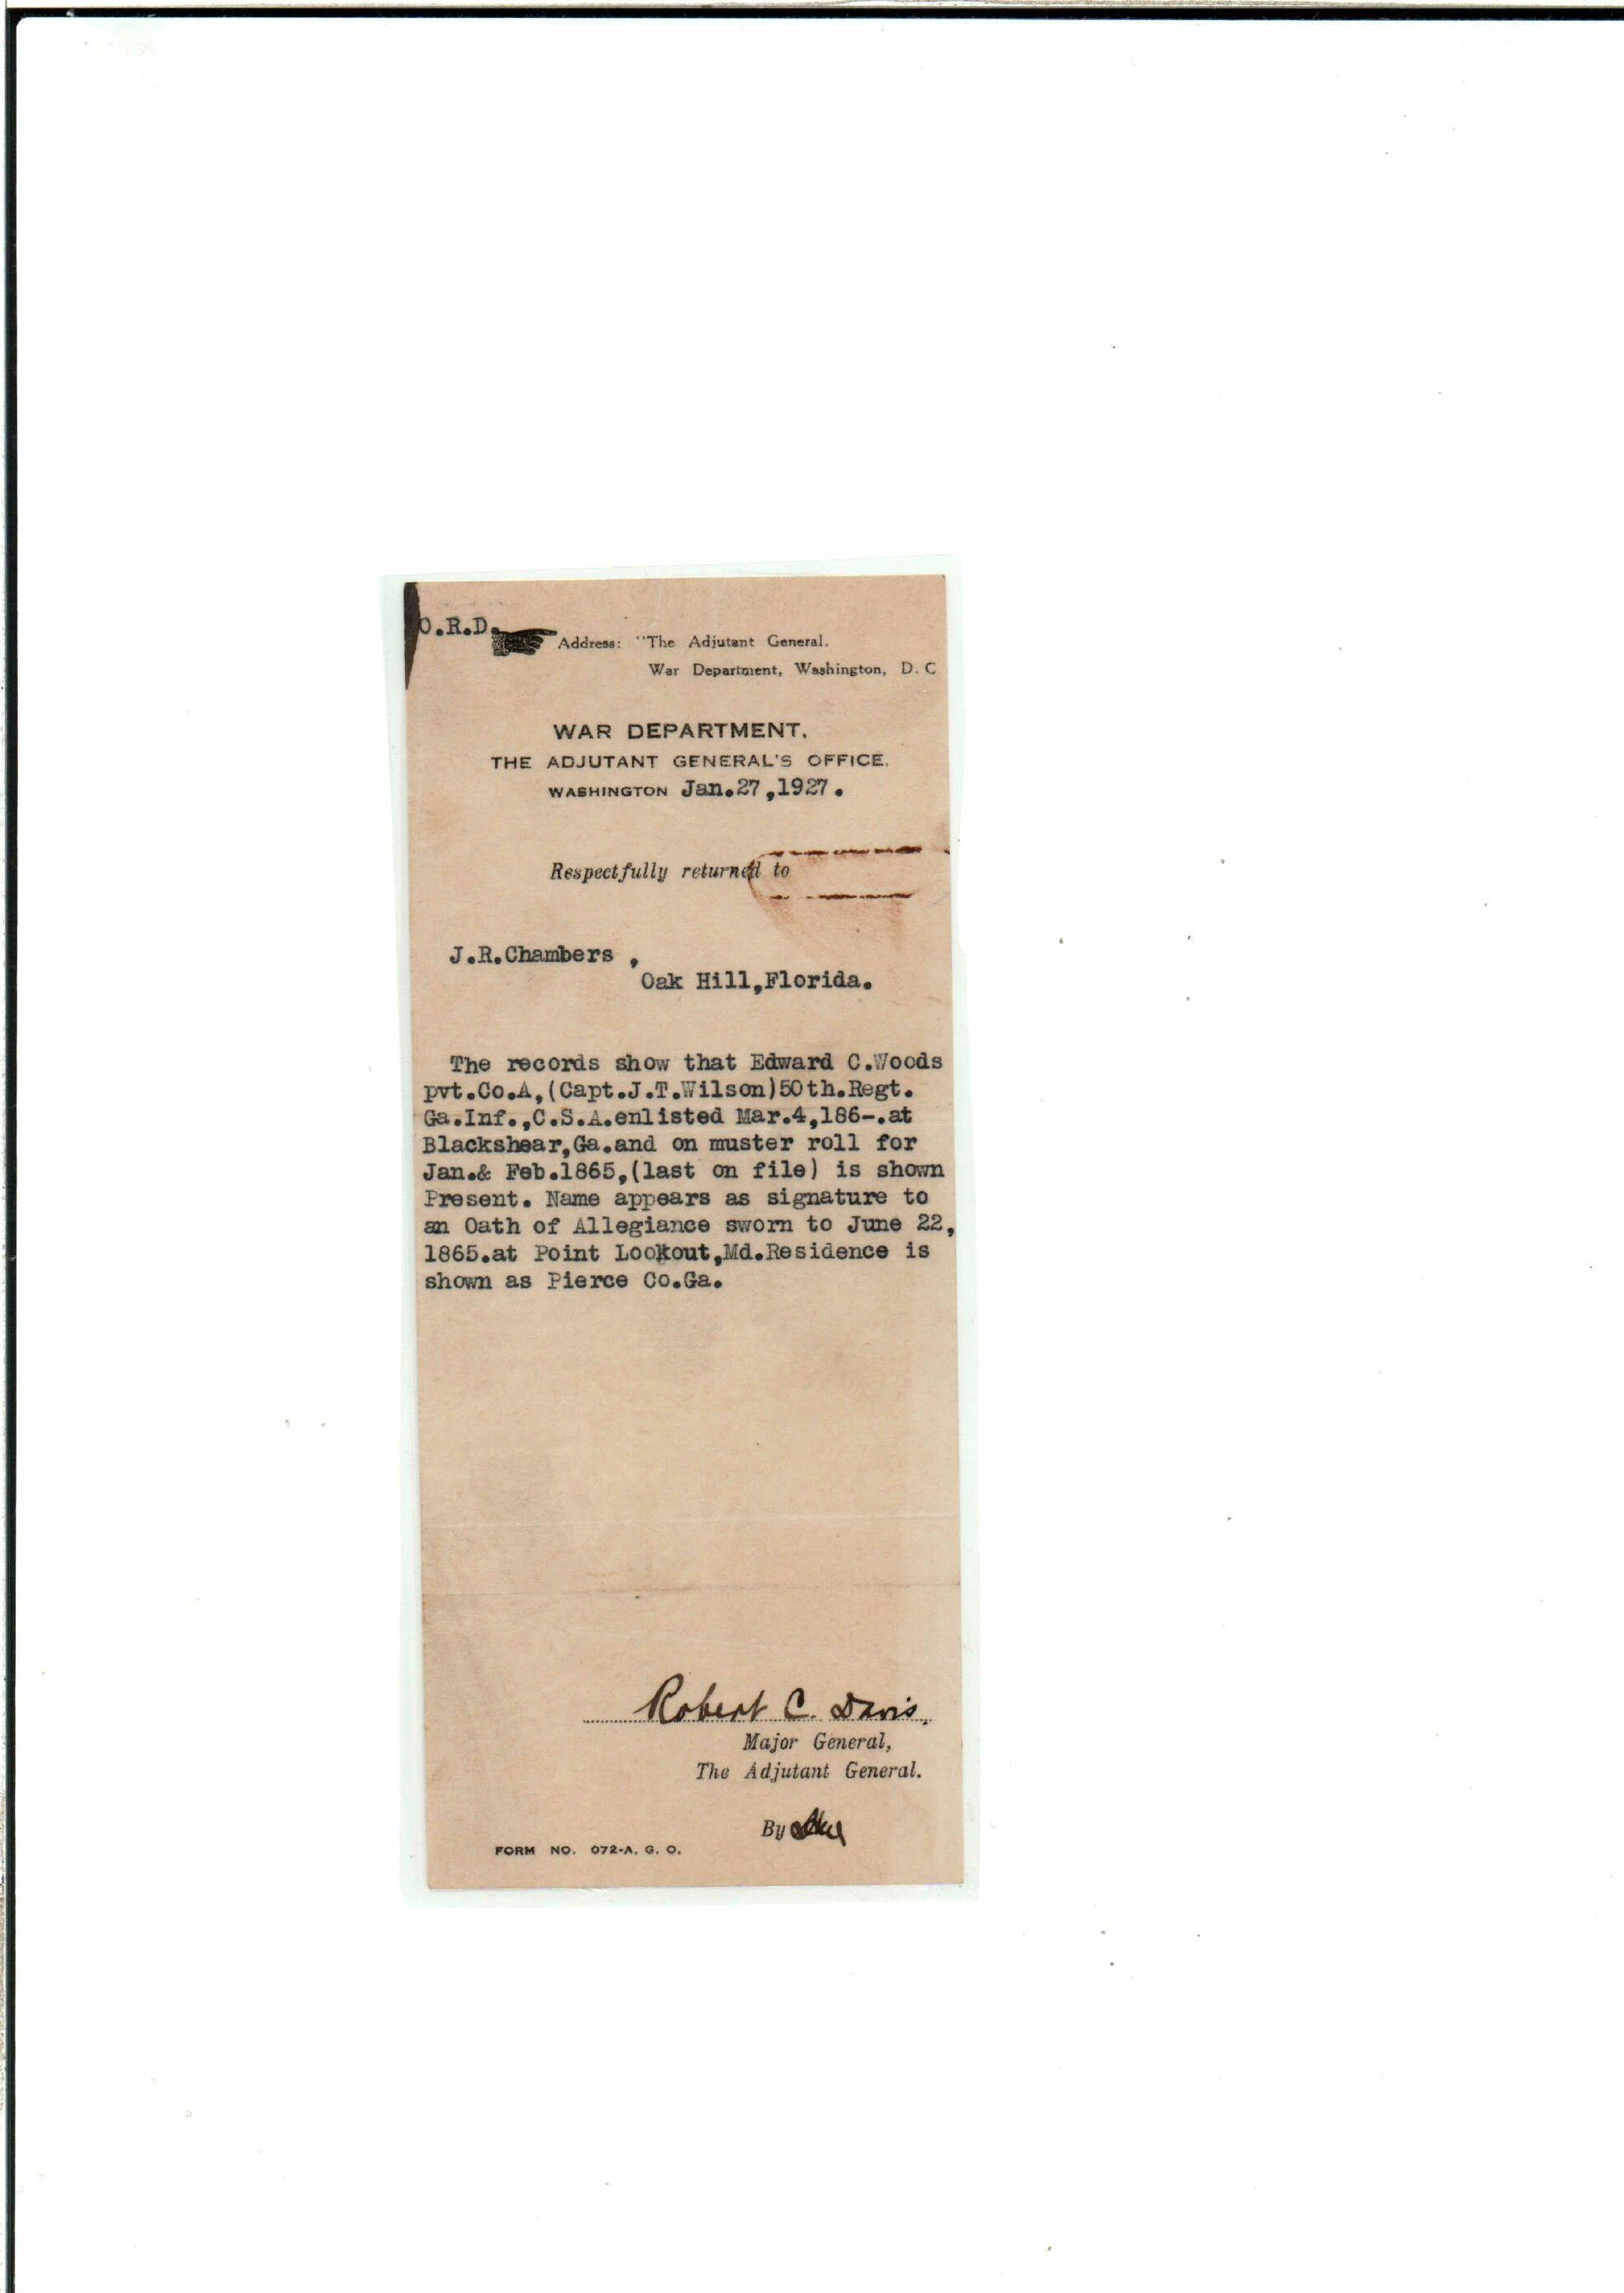 O.R.D.
Address: "The Adjutant General.
War Department, Washington, D. C
WAR DEPARTMENT.
THE ADJUTANT GENERAL'S OFFICE.
WASHINGTON Jan.27,1927.
Respectfully returned to
J.R.Chambers ,
Oak Hill,Florida.
The records show that Edward C.Woods
pvt.Co.A,(Capt.J.T.Wilson)50th.Regt.
Ga.Inf.,C.S.A.enlisted Mar.4,186-.at
Blackshear,Ga.and on muster roll for
Jan.& Feb.1865,(last on file) is shown
Present. Name appears as signature to
an Oath of Allegiance sworn to June 22,
1865.at Point Lookout,Md.Residence is
shown as Pierce Co.Ga.
Robert C. Davis.
Major General,
The Adjutant General.
By
FORM NO. 072-A. G. O.